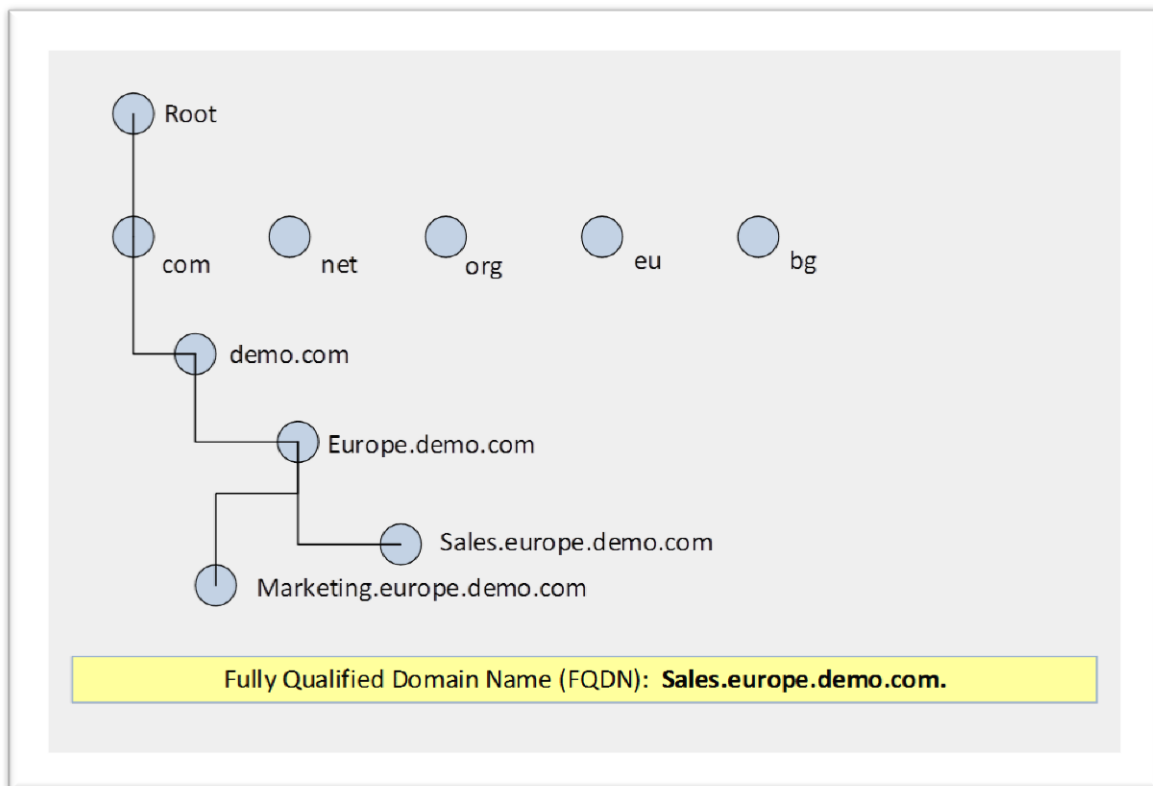 Root
com
net
org
eu
bg
demo.com
Europe.demo.com
Sales.europe.demo.com
Marketing.europe.demo.com
Fully Qualified Domain Name (FQDN): Sales.europe.demo.com.